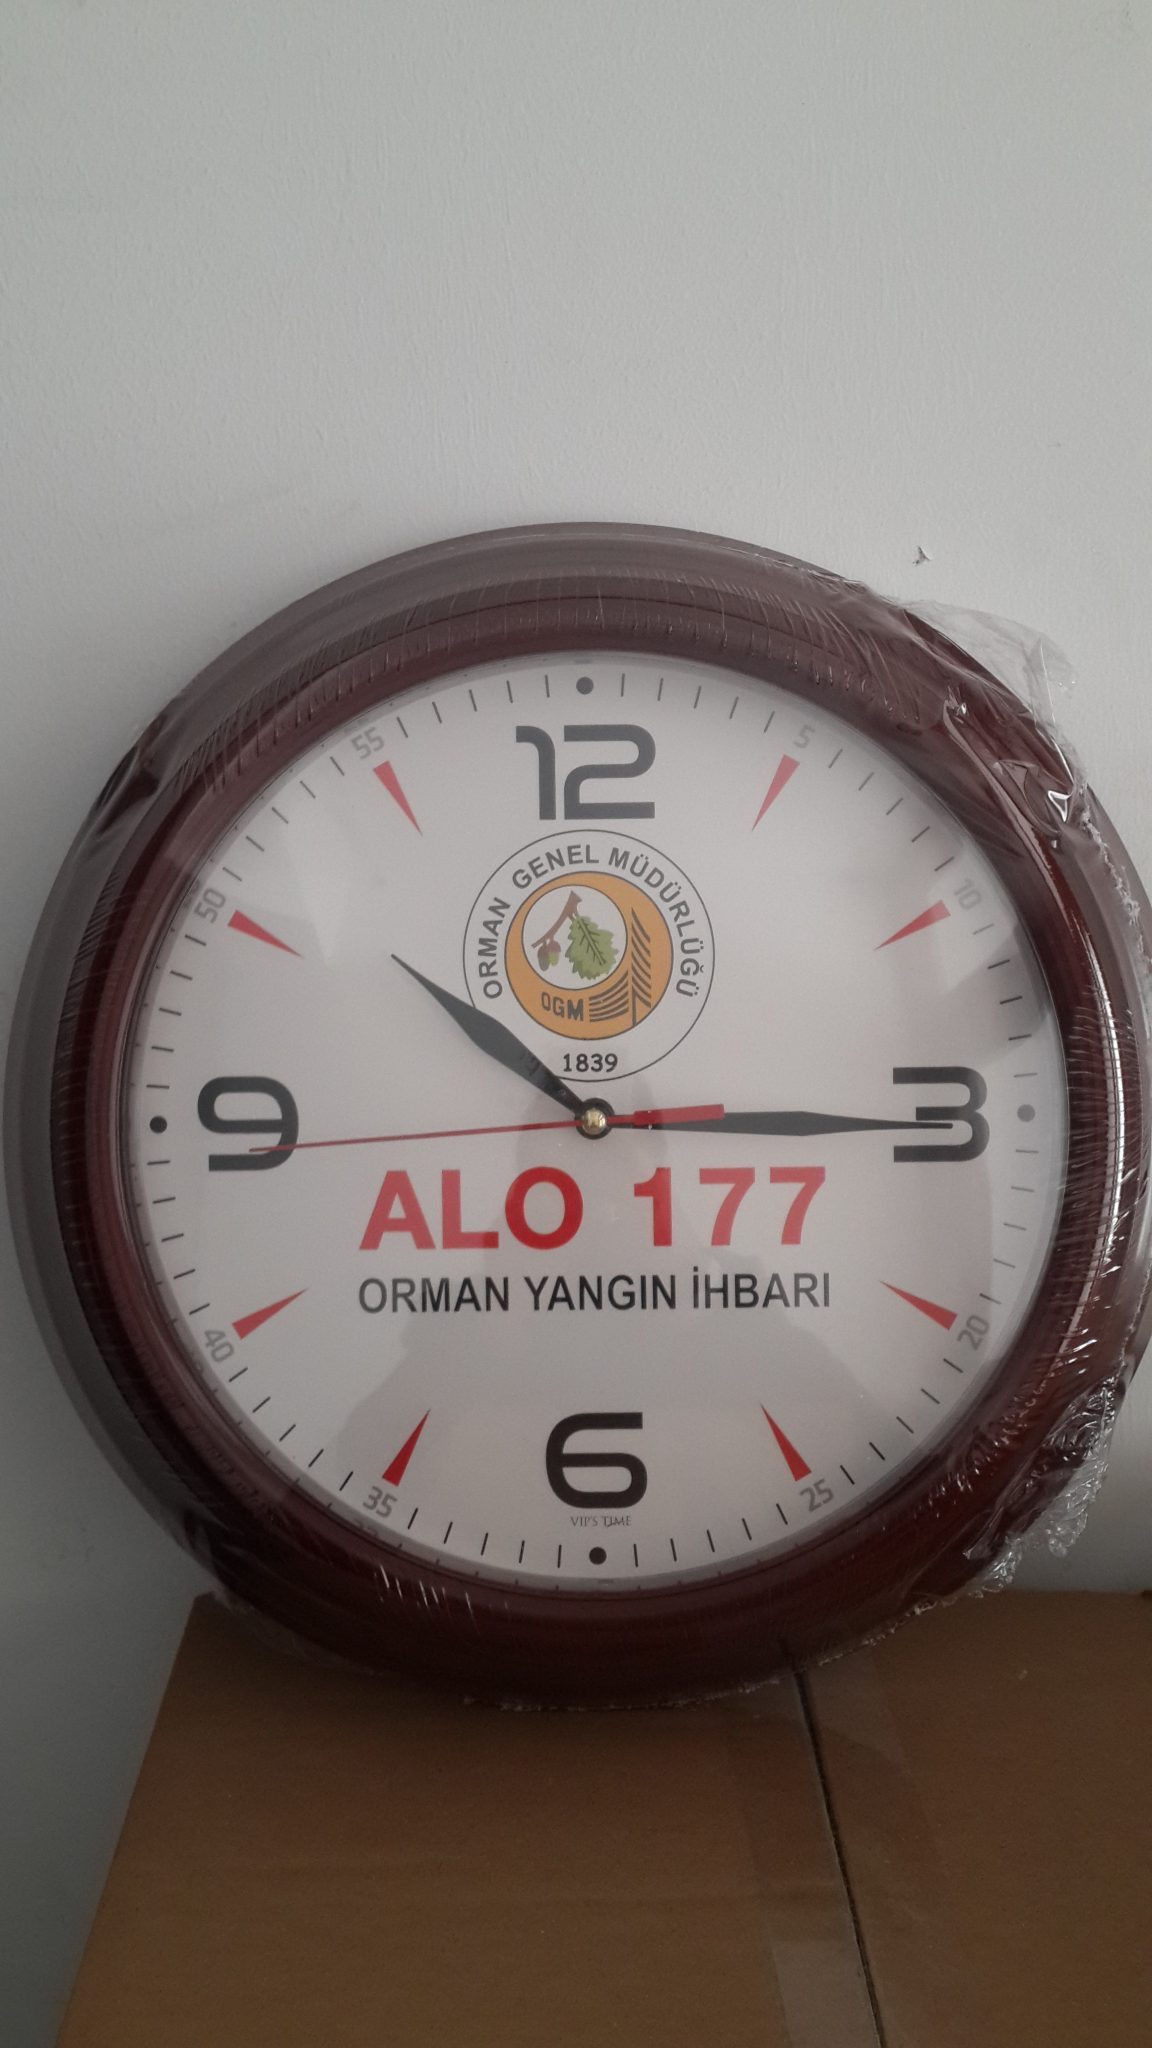 12
55
5
50
10
ORMAN GENEL MÜDÜRLÜĞÜ
OGM
1839
9
3
ALO 177
ORMAN YANGIN İHBARI
40
20
35
6
25
VIP'S TIME